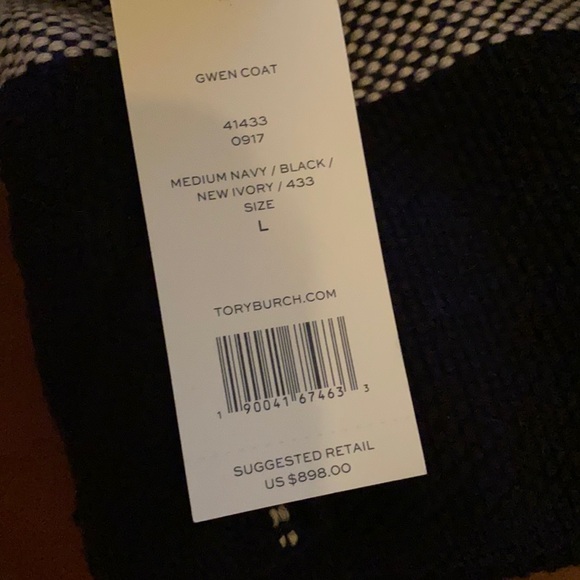 GWEN COAT
41433
0917
MEDIUM NAVY / BLACK /
NEW IVORY / 433
SIZE
L
TORYBURCH.COM
1 90041 67463 3
SUGGESTED RETAIL
US $898.00